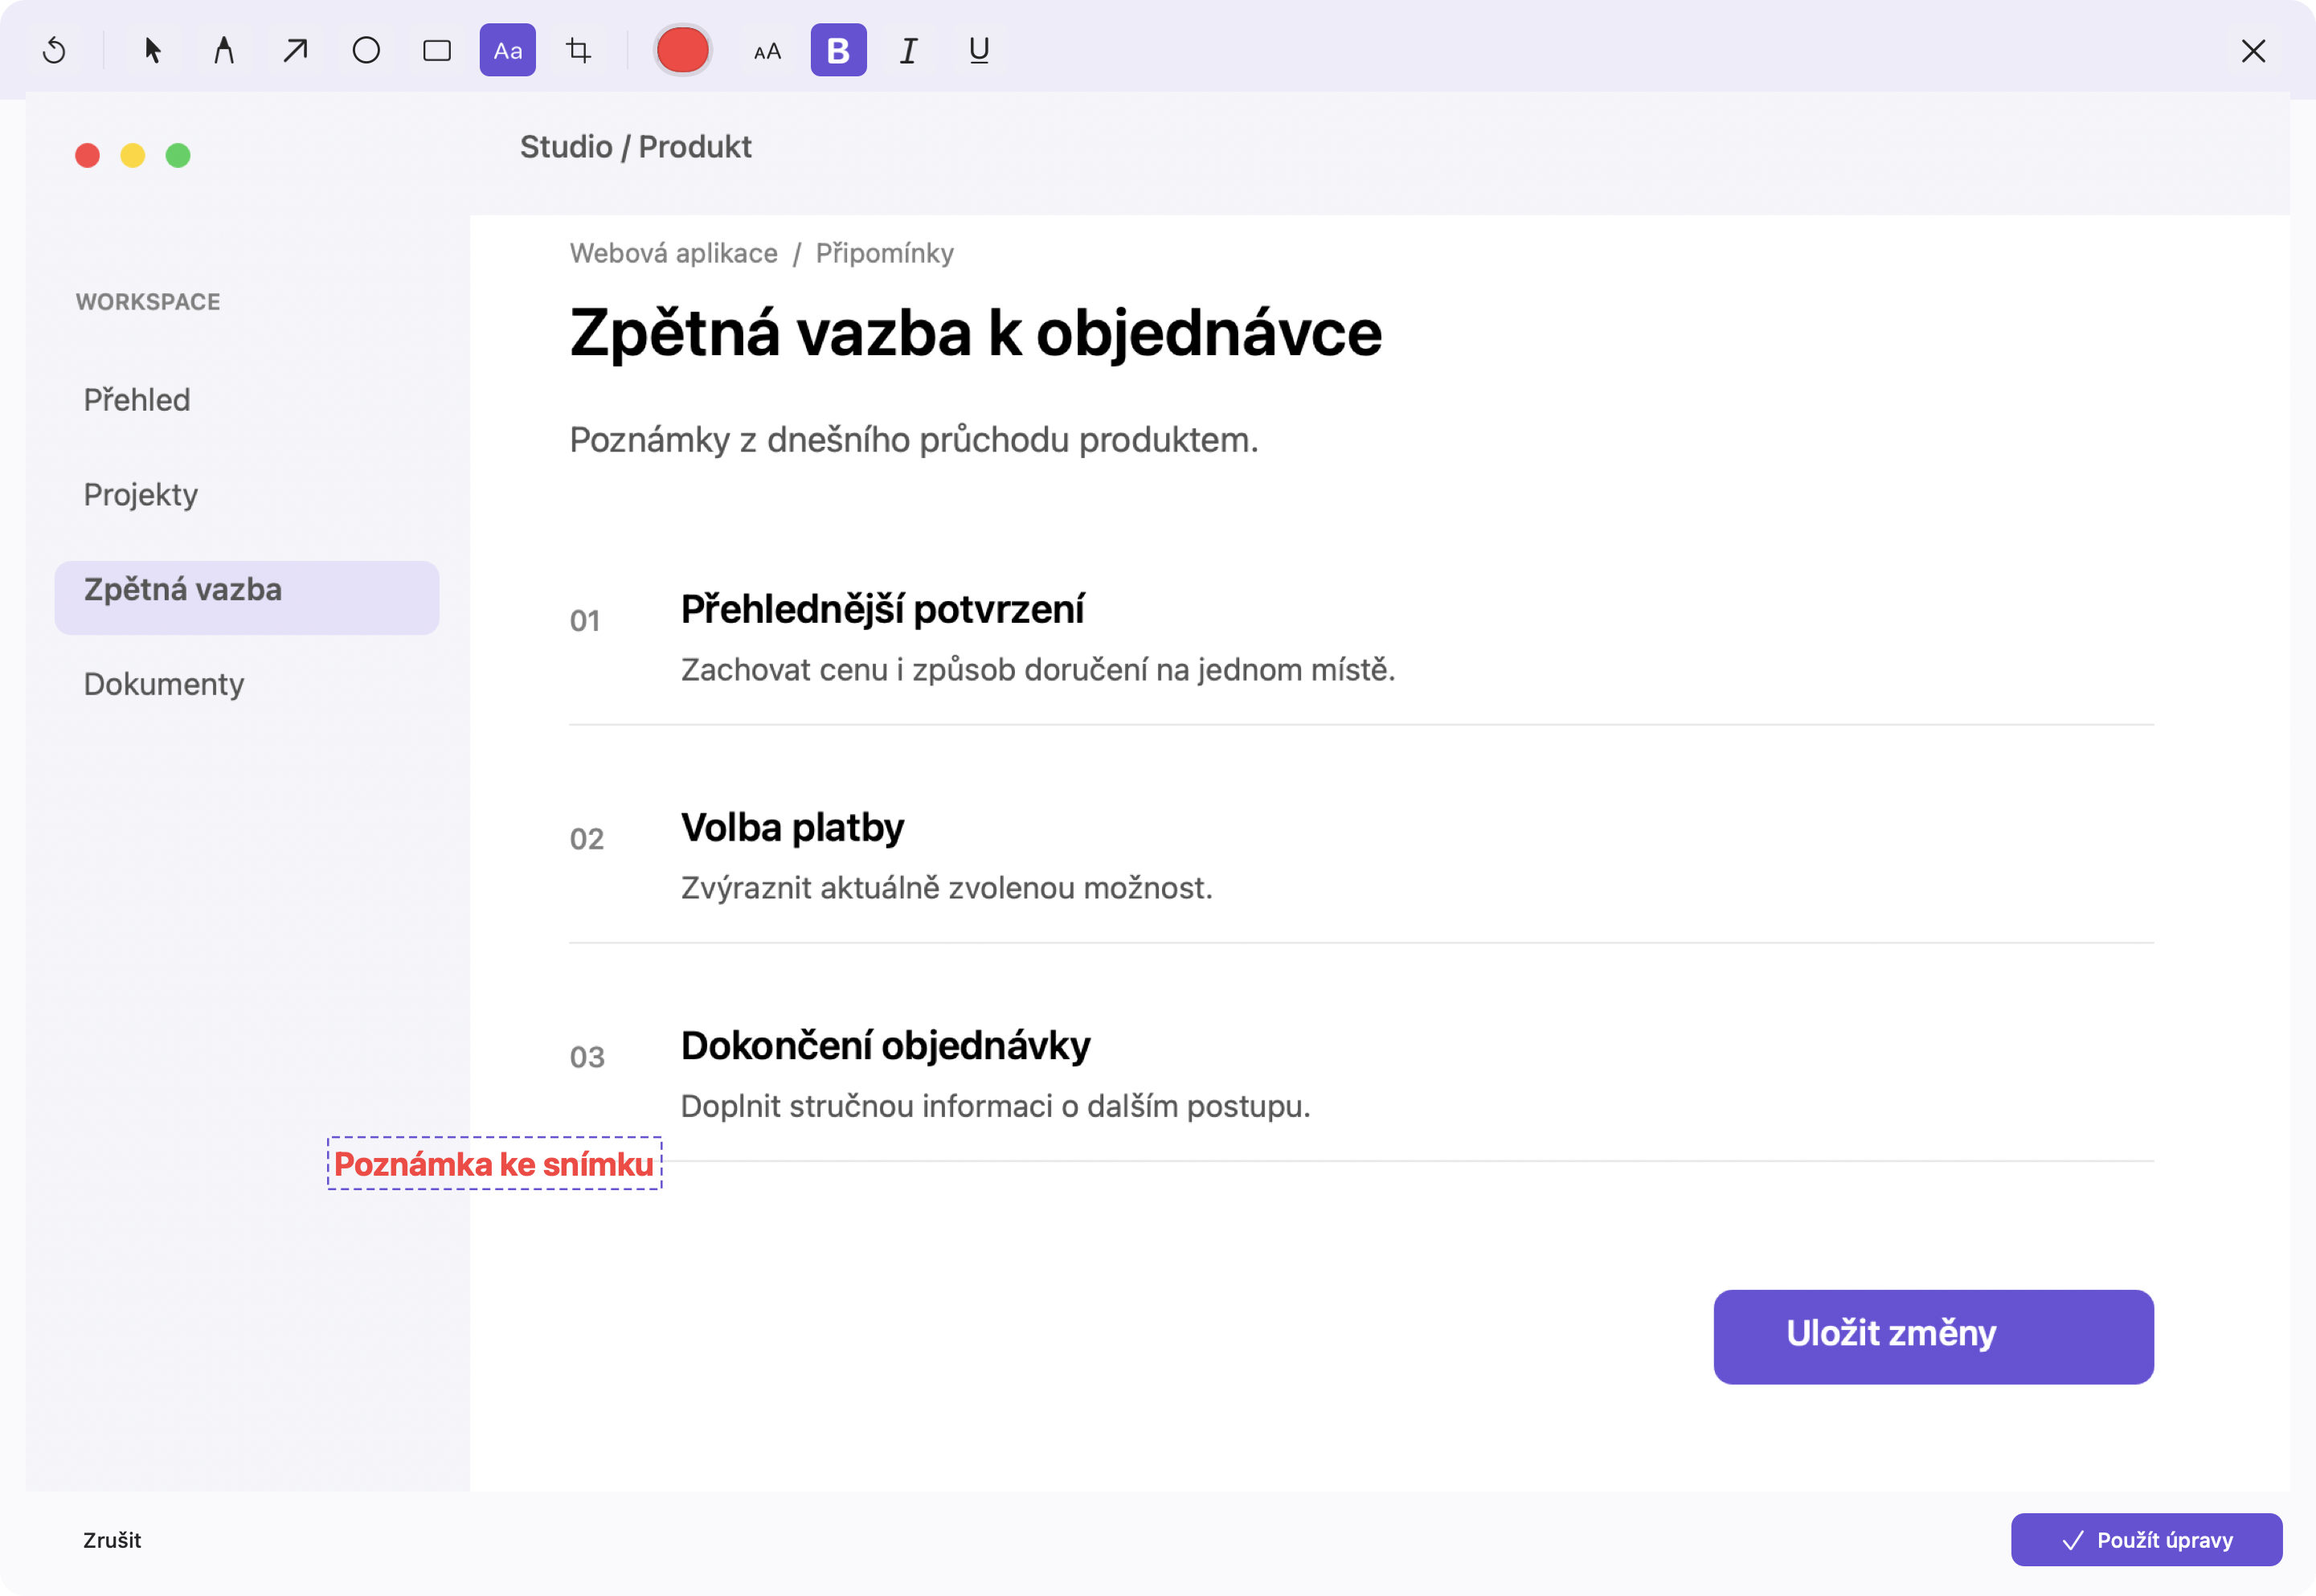 Aa
AA
B
I
U
Studio / Produkt
WORKSPACE
Přehled
Projekty
Zpětná vazba
Dokumenty
Webová aplikace / Připomínky
Zpětná vazba k objednávce
Poznámky z dnešního průchodu produktem.
01
Přehlednější potvrzení
Zachovat cenu i způsob doručení na jednom místě.
02
Volba platby
Zvýraznit aktuálně zvolenou možnost.
03
Dokončení objednávky
Doplnit stručnou informaci o dalším postupu.
Poznámka ke snímku
Uložit změny
Zrušit
Použít úpravy